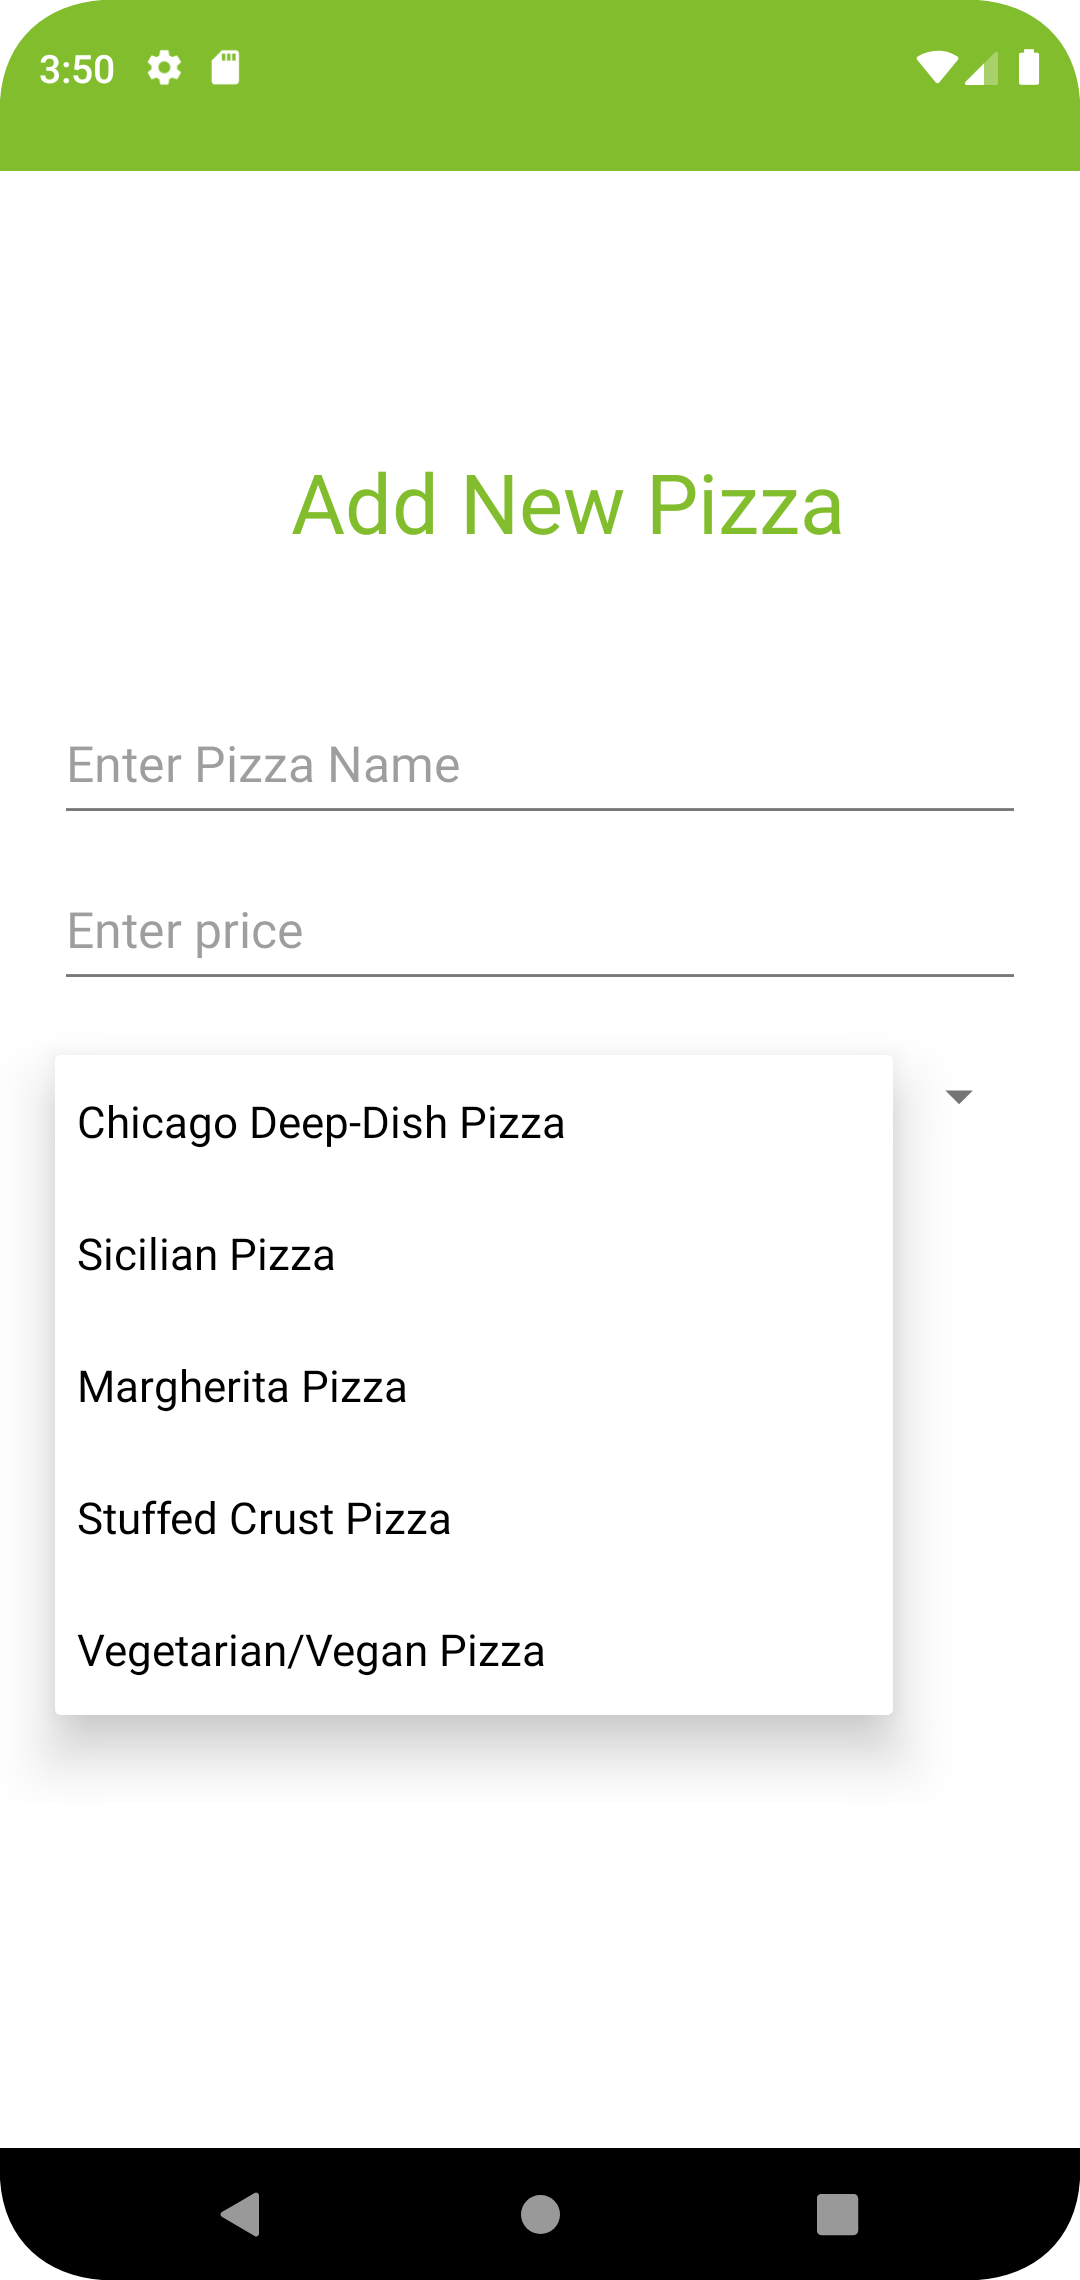 3:50
Add New Pizza
Enter Pizza Name
Enter price
Chicago Deep-Dish Pizza
Sicilian Pizza
Margherita Pizza
Stuffed Crust Pizza
Vegetarian/Vegan Pizza